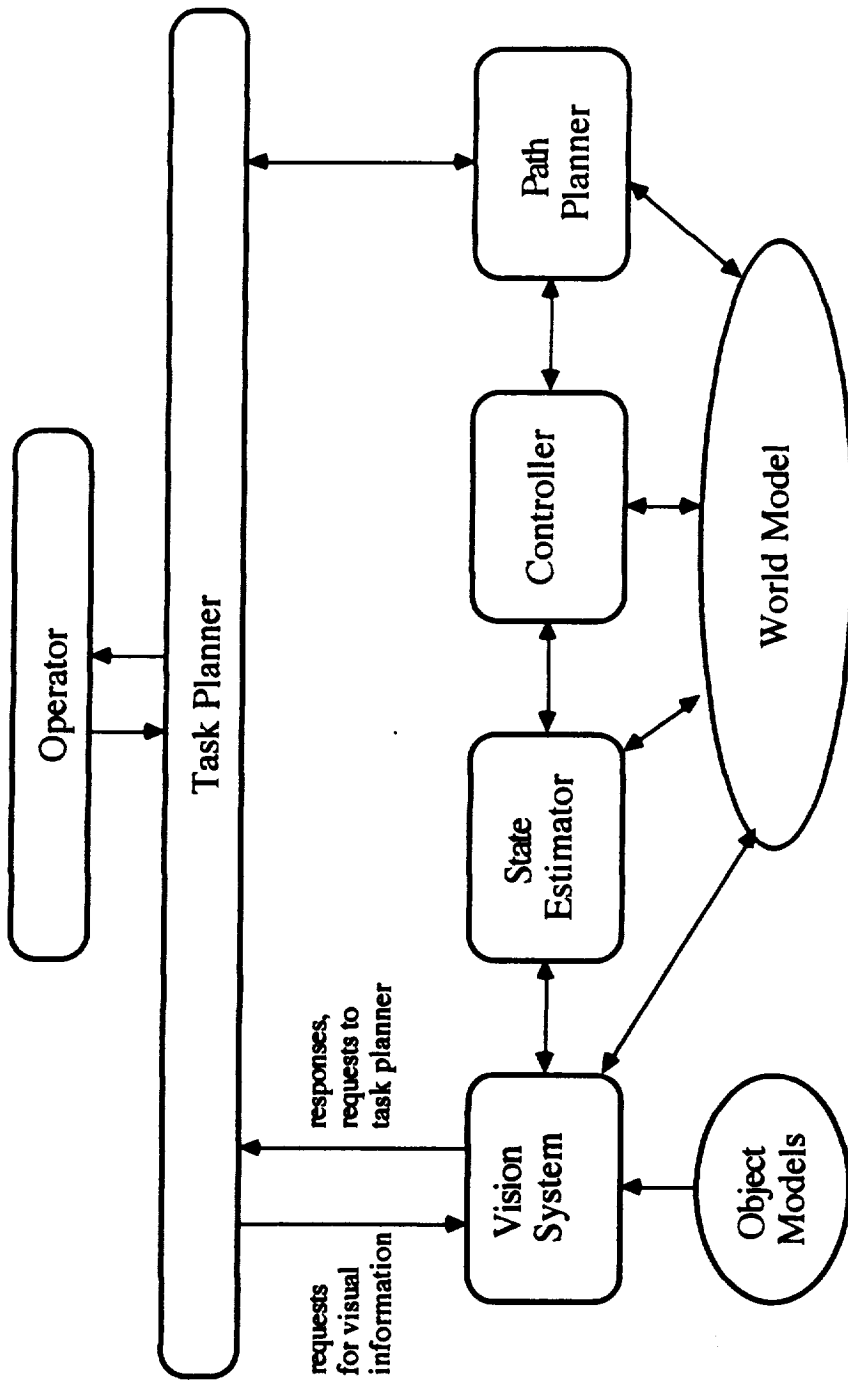 Operator
Task Planner
requests
for visual
information
responses,
requests to
task planner
Vision
System
State
Estimator
Controller
Path
Planner
Object
Models
World Model